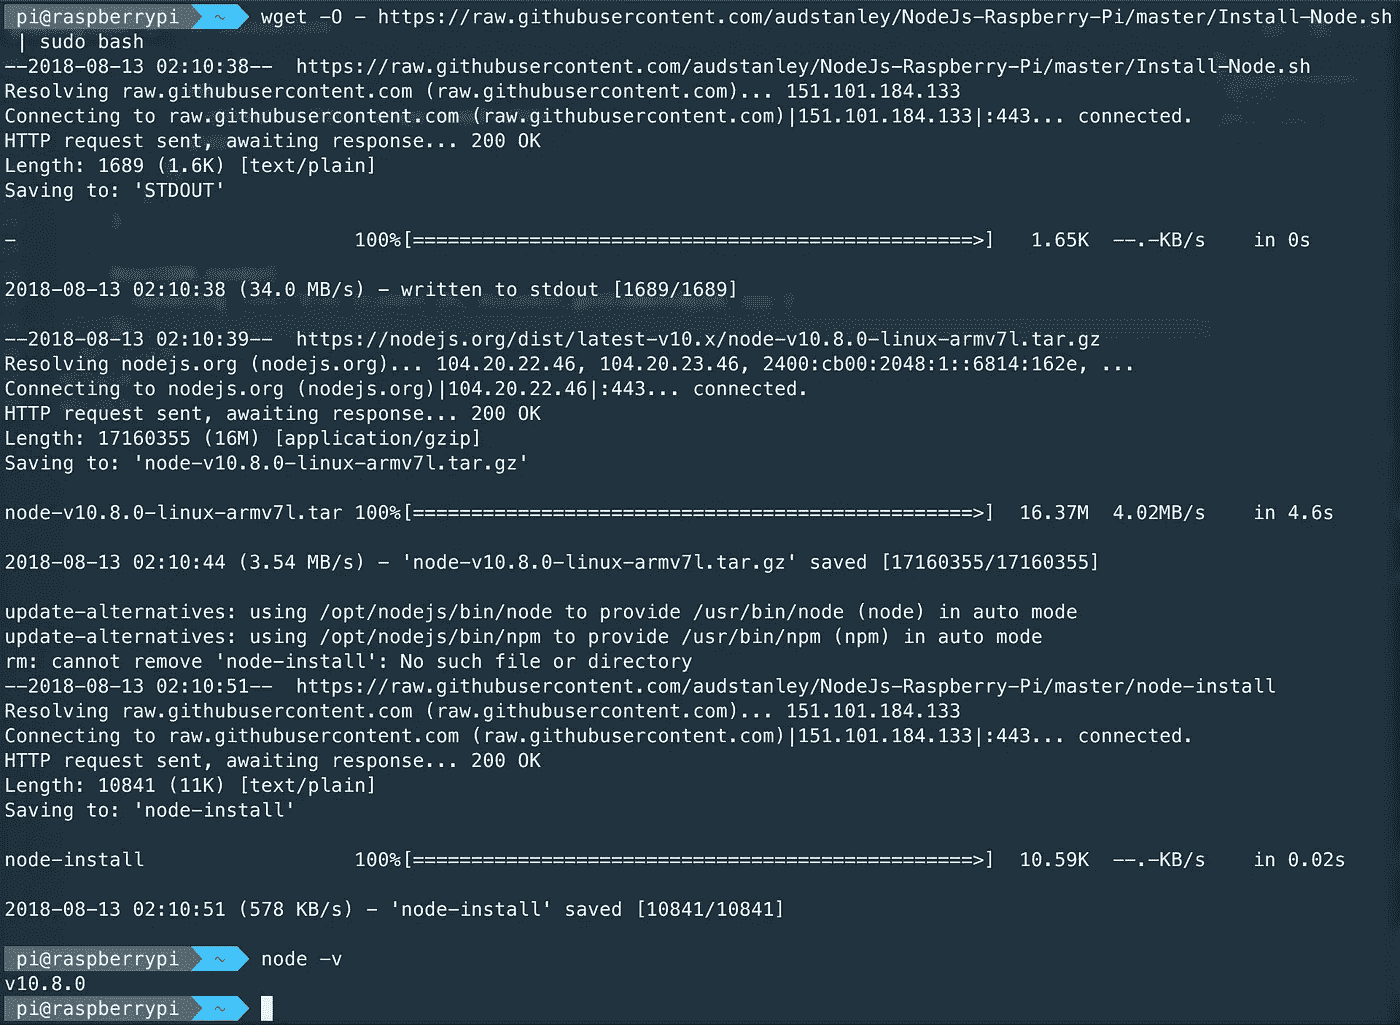 pi@raspberrypi ~ wget -O - https://raw.githubusercontent.com/audstanley/NodeJs-Raspberry-Pi/master/Install-Node.sh
| sudo bash
--2018-08-13 02:10:38-- https://raw.githubusercontent.com/audstanley/NodeJs-Raspberry-Pi/master/Install-Node.sh
Resolving raw.githubusercontent.com (raw.githubusercontent.com)... 151.101.184.133
Connecting to raw.githubusercontent.com (raw.githubusercontent.com)|151.101.184.133|:443... connected.
HTTP request sent, awaiting response... 200 OK
Length: 1689 (1.6K) [text/plain]
Saving to: 'STDOUT'
- 100%[================================================>] 1.65K --.-KB/s in 0s
2018-08-13 02:10:38 (34.0 MB/s) - written to stdout [1689/1689]
--2018-08-13 02:10:39-- https://nodejs.org/dist/latest-v10.x/node-v10.8.0-linux-armv7l.tar.gz
Resolving nodejs.org (nodejs.org)... 104.20.22.46, 104.20.23.46, 2400:cb00:2048:1::6814:162e, ...
Connecting to nodejs.org (nodejs.org)|104.20.22.46|:443... connected.
HTTP request sent, awaiting response... 200 OK
Length: 17160355 (16M) [application/gzip]
Saving to: 'node-v10.8.0-linux-armv7l.tar.gz'
node-v10.8.0-linux-armv7l.tar 100%[================================================>] 16.37M 4.02MB/s in 4.6s
2018-08-13 02:10:44 (3.54 MB/s) - 'node-v10.8.0-linux-armv7l.tar.gz' saved [17160355/17160355]
update-alternatives: using /opt/nodejs/bin/node to provide /usr/bin/node (node) in auto mode
update-alternatives: using /opt/nodejs/bin/npm to provide /usr/bin/npm (npm) in auto mode
rm: cannot remove 'node-install': No such file or directory
--2018-08-13 02:10:51-- https://raw.githubusercontent.com/audstanley/NodeJs-Raspberry-Pi/master/node-install
Resolving raw.githubusercontent.com (raw.githubusercontent.com)... 151.101.184.133
Connecting to raw.githubusercontent.com (raw.githubusercontent.com)|151.101.184.133|:443... connected.
HTTP request sent, awaiting response... 200 OK
Length: 10841 (11K) [text/plain]
Saving to: 'node-install'
node-install 100%[================================================>] 10.59K --.-KB/s in 0.02s
2018-08-13 02:10:51 (578 KB/s) - 'node-install' saved [10841/10841]
pi@raspberrypi ~ node -v
v10.8.0
pi@raspberrypi ~